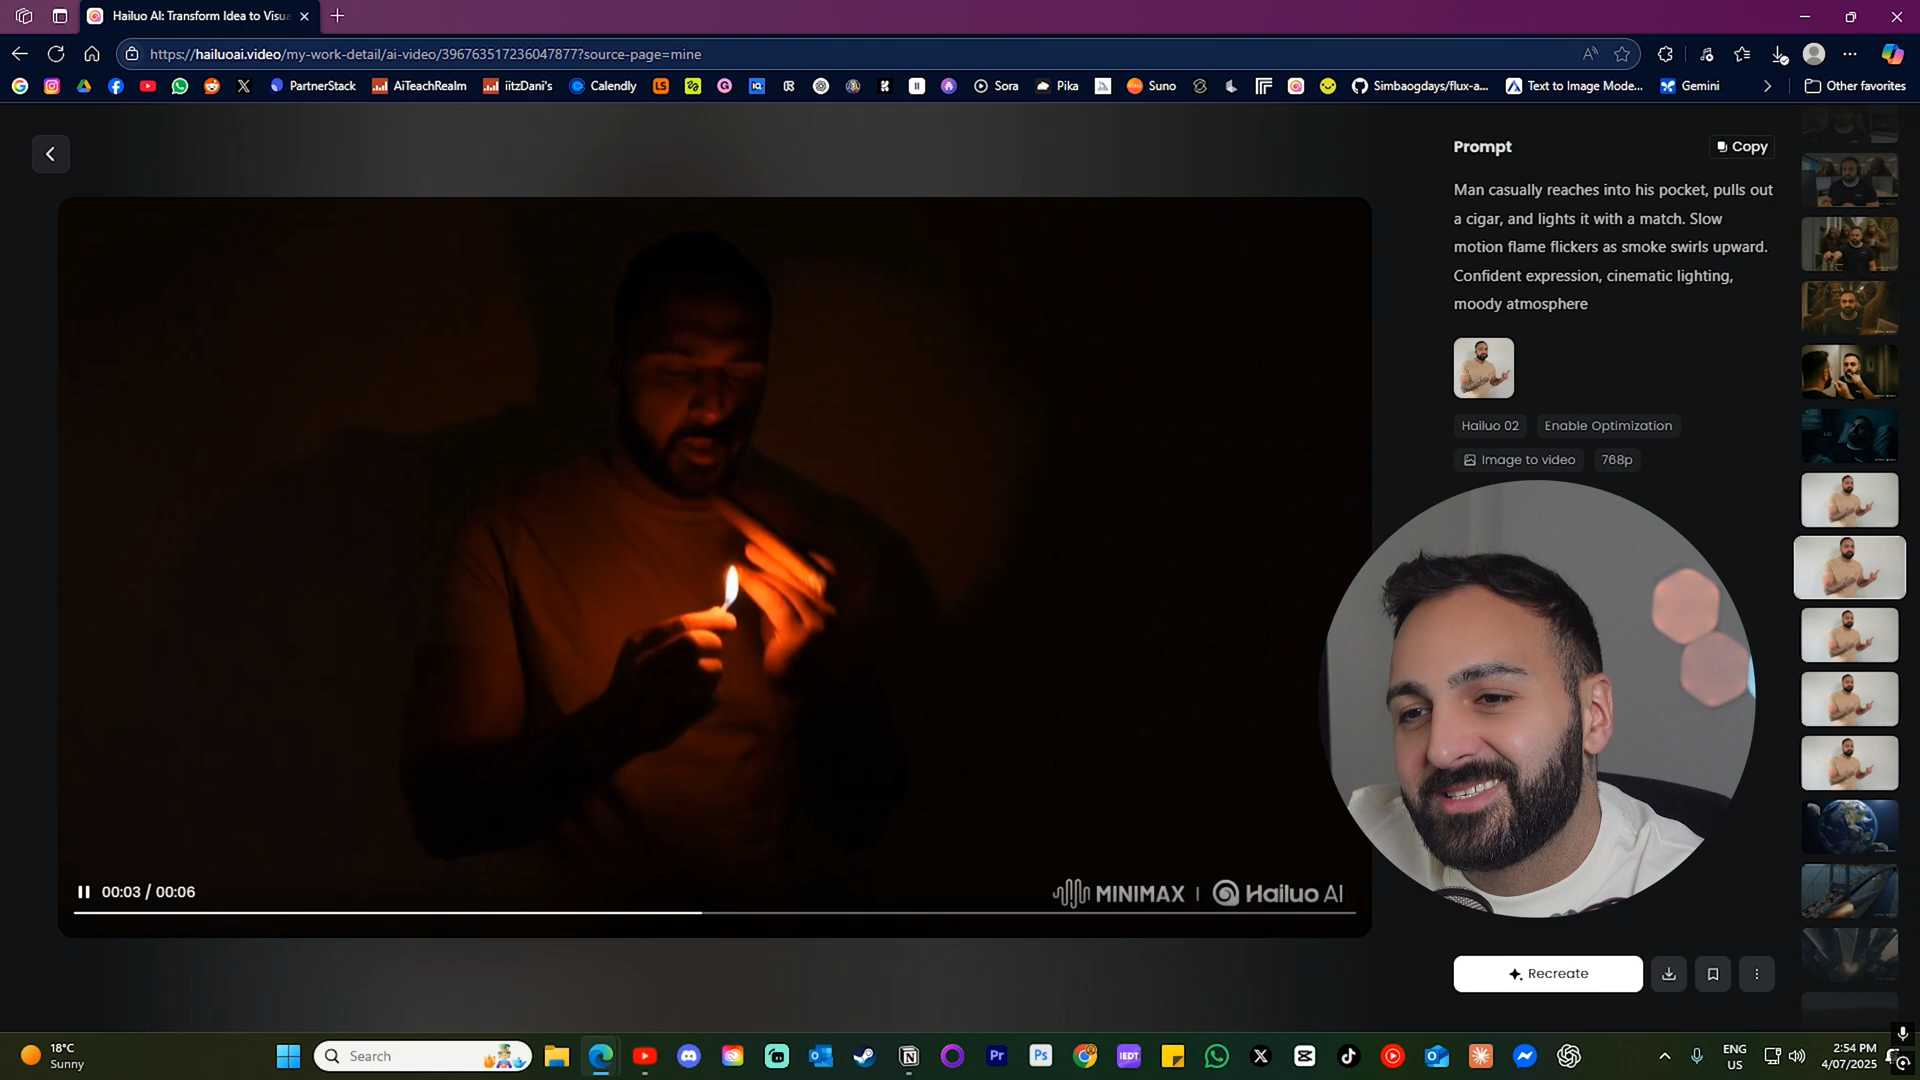 Hailuo AI: Transform Idea to Visua
https://hailuoai.video/my-work-detail/ai-video/396763517236047877?source-page=mine
PartnerStack
AiTeachRealm
iitzDani's
Calendly
Sora
Pika
Suno
Simbaogdays/flux-a...
Text to Image Mode...
Gemini
Other favorites
Prompt
Copy
Man casually reaches into his pocket, pulls out
a cigar, and lights it with a match. Slow
motion flame flickers as smoke swirls upward.
Confident expression, cinematic lighting,
moody atmosphere
Hailuo 02
Enable Optimization
Image to video
768p
00:03 / 00:06
MINIMAX | Hailuo AI
Recreate
18°C
Sunny
Search
Pr
Ps
IEDT
ENG
US
2:54 PM
4/07/2025